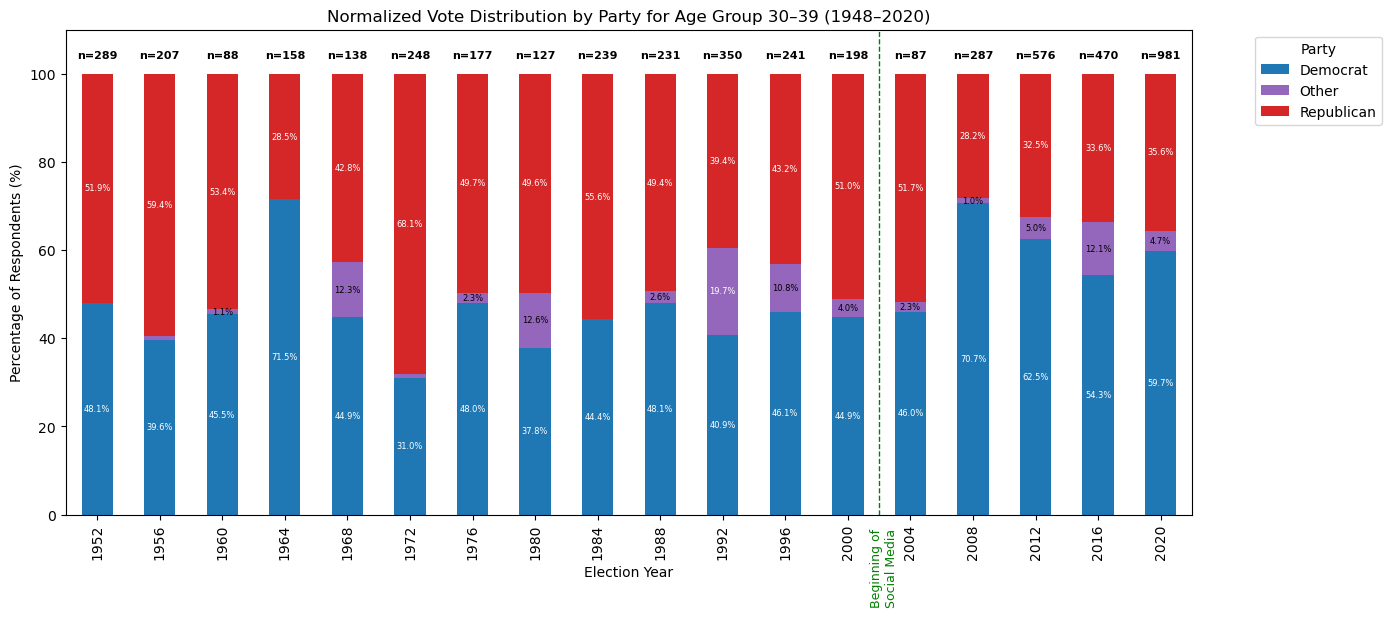 Normalized Vote Distribution by Party for Age Group 30–39 (1948–2020)
n=289 n=207 n=88 n=158 n=138 n=248 n=177 n=127 n=239 n=231 n=350 n=241 n=198 n=87 n=287 n=576 n=470 n=981
Party
Democrat
Other
Republican
Percentage of Respondents (%)
100
80
60
40
20
0
51.9% 59.4% 53.4% 28.5% 42.8% 68.1% 49.7% 49.6% 55.6% 49.4% 39.4% 43.2% 51.0% 51.7% 28.2% 32.5% 33.6% 35.6%
1.1% 12.3% 2.3% 12.6% 2.6% 19.7% 10.8% 4.0% 2.3% 1.0% 5.0% 12.1% 4.7%
48.1% 39.6% 45.5% 71.5% 44.9% 31.0% 48.0% 37.8% 44.4% 48.1% 40.9% 46.1% 44.9% 46.0% 70.7% 62.5% 54.3% 59.7%
1952 1956 1960 1964 1968 1972 1976 1980 1984 1988 1992 1996 2000 2004 2008 2012 2016 2020
Beginning of
Social Media
Election Year